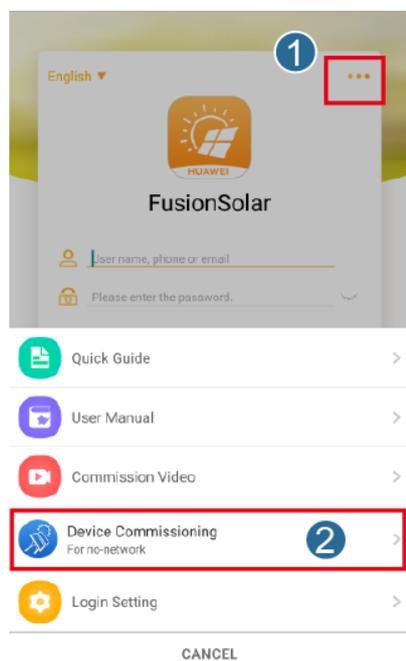 1
English ▼
HUAWEI
FusionSolar
User name, phone or email
Please enter the password.
Quick Guide
User Manual
Commission Video
Device Commissioning
For no-network
2
Login Setting
CANCEL